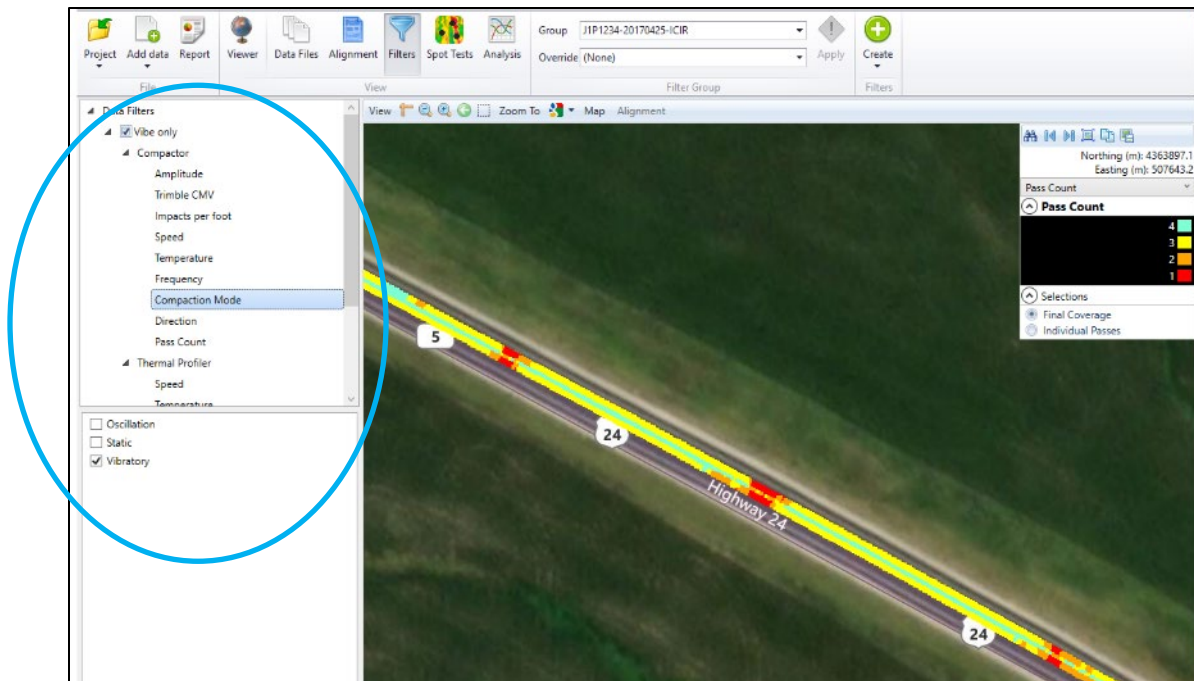 Project
Add data
Report
Viewer
Data Files
Alignment
Filters
Spot Tests
Analysis
Group J1P1234-20170425-ICIR
Override (None)
Apply
Create
File
View
Filter Group
Filters
Data Filters
Vibe only
Compactor
Amplitude
Trimble CMV
Impacts per foot
Speed
Temperature
Frequency
Compaction Mode
Direction
Pass Count
Thermal Profiler
Speed
Temperature
Oscillation
Static
Vibratory
View Zoom To Map Alignment
Northing (m): 4363897.1
Easting (m): 507643.2
Pass Count
Pass Count
4
3
2
1
Selections
Final Coverage
Individual Passes
5
24
Highway 24
24